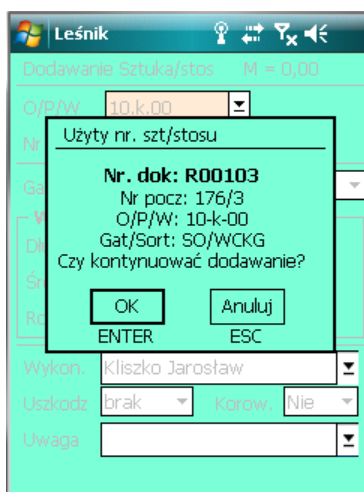 Leśnik
Dodawanie Sztuka/stos M = 0,00
O/P/W 10.k.00
Nr
Użyty nr. szt/stosu
Nr. dok: R00103
Nr pocz: 176/3
O/P/W: 10-k-00
Gat/Sort: SO/WCKG
Czy kontynuować dodawanie?
OK Anuluj
ENTER ESC
Wykon. Kliszko Jarosław
Uszkodz brak Korow. Nie
Uwaga